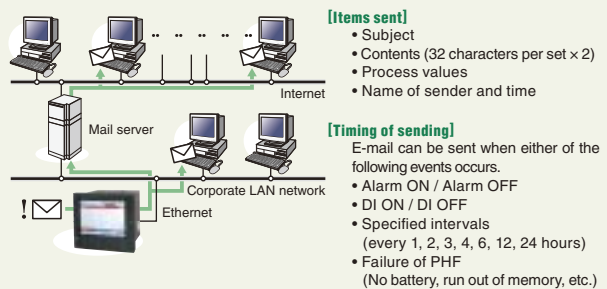 Internet
Mail server
Corporate LAN network
Ethernet
!
[Items sent]
• Subject
• Contents (32 characters per set × 2)
• Process values
• Name of sender and time
[Timing of sending]
E-mail can be sent when either of the
following events occurs.
• Alarm ON / Alarm OFF
• DI ON / DI OFF
• Specified intervals
(every 1, 2, 3, 4, 6, 12, 24 hours)
• Failure of PHF
(No battery, run out of memory, etc.)